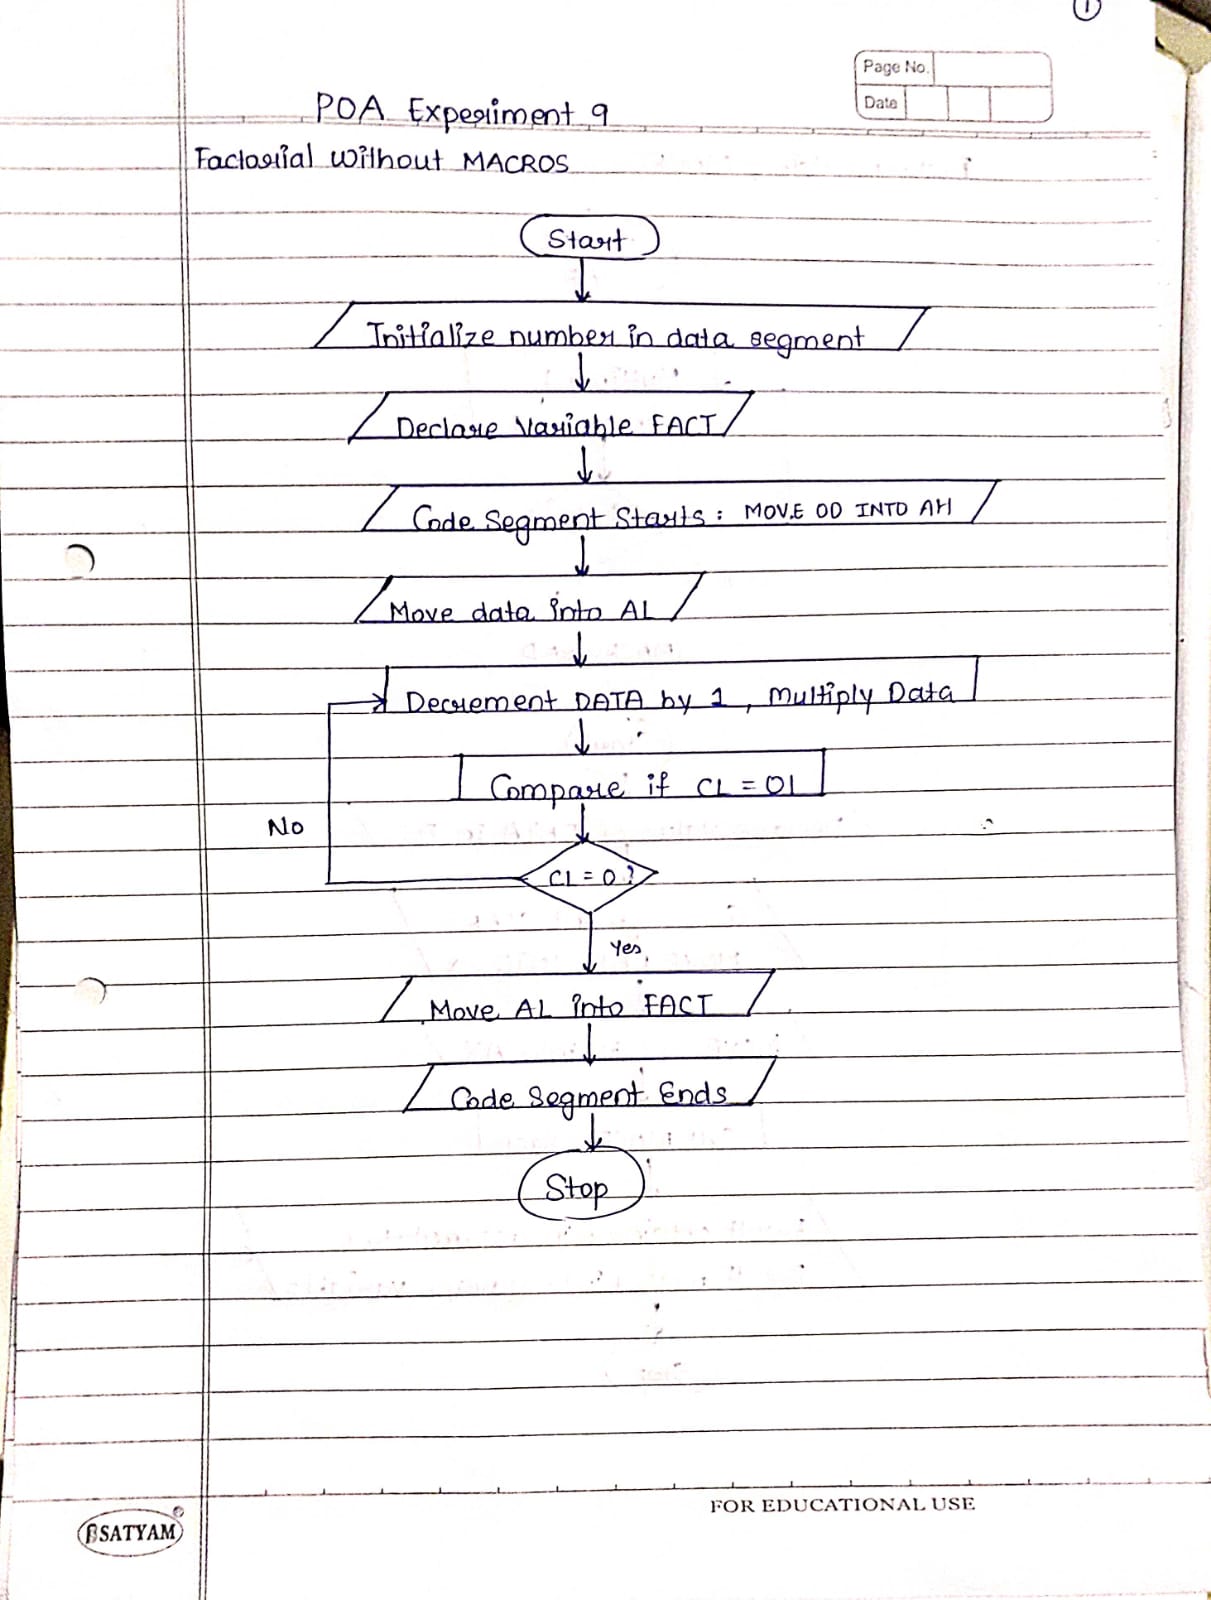 1
Page No.
Date
POA Experiment 9
Factorial Without MACROS
Start
Initialize number in data segment
Declare Variable FACT
Code Segment Starts : MOVE 00 INTO AH
Move data into AL
Decrement DATA by 1, Multiply Data
Compare if CL = 01
No
CL = 0?
Yes
Move AL into FACT
Code Segment Ends
Stop
FOR EDUCATIONAL USE
SATYAM